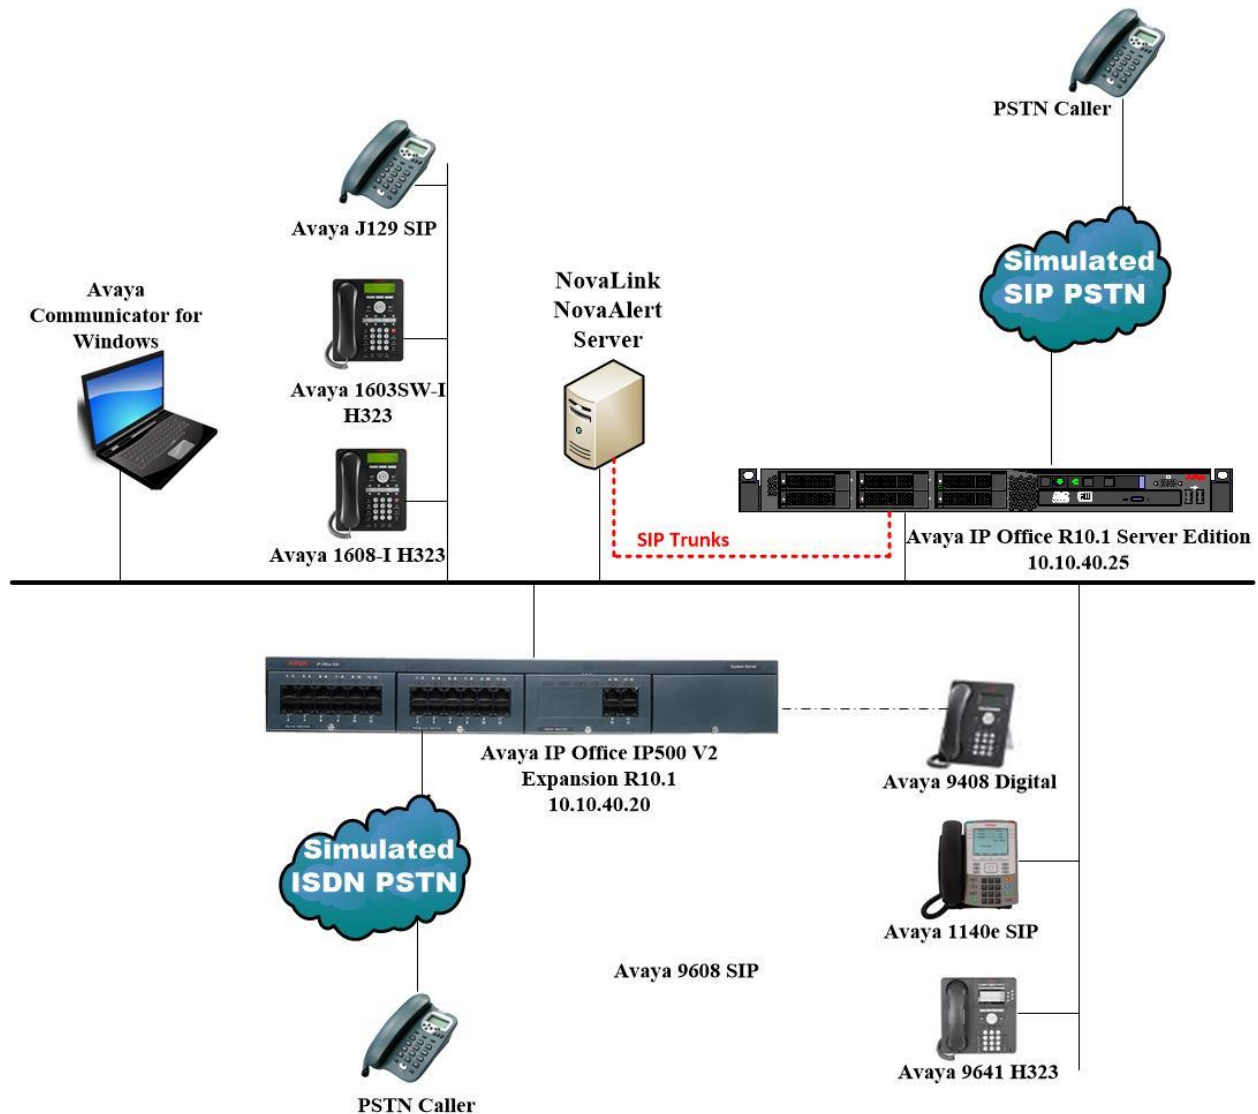 PSTN Caller
Avaya J129 SIP
Simulated
SIP PSTN
Avaya
Communicator for
Windows
NovaLink
NovaAlert
Server
Avaya 1603SW-I
H323
SIP Trunks
Avaya IP Office R10.1 Server Edition
10.10.40.25
Avaya 1608-I H323
Avaya IP Office IP500 V2
Expansion R10.1
10.10.40.20
Avaya 9408 Digital
Simulated
ISDN PSTN
Avaya 1140e SIP
Avaya 9608 SIP
Avaya 9641 H323
PSTN Caller